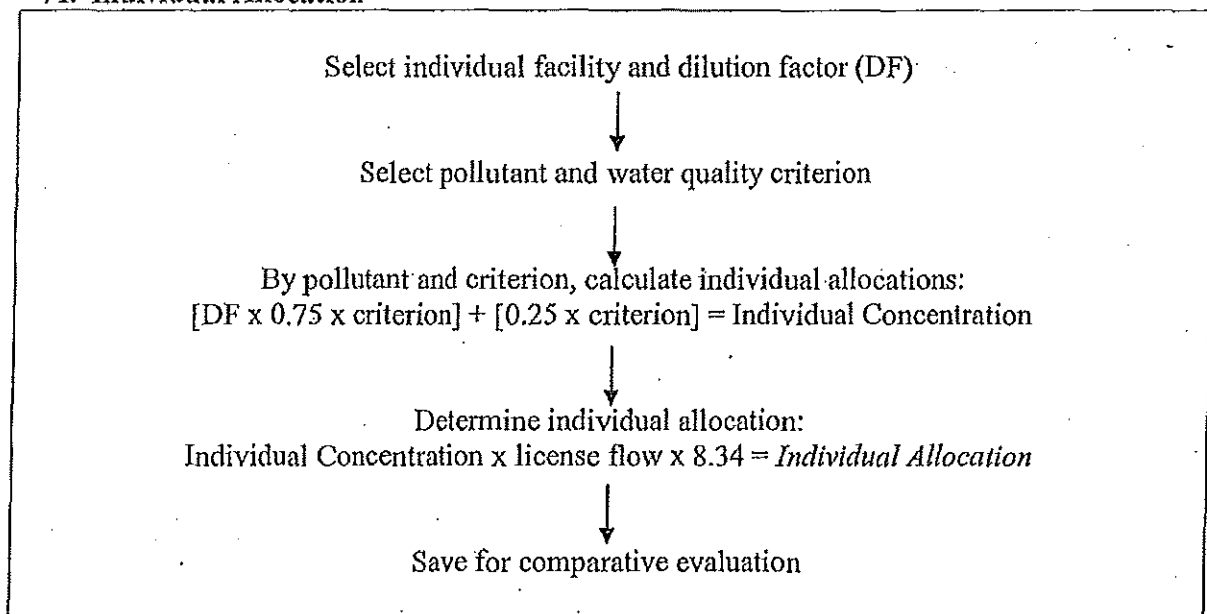 Select individual facility and dilution factor (DF)
Select pollutant and water quality criterion
By pollutant and criterion, calculate individual allocations:
[DF x 0.75 x criterion] + [0.25 x criterion] = Individual Concentration
Determine individual allocation:
Individual Concentration x license flow x 8.34 = Individual Allocation
Save for comparative evaluation